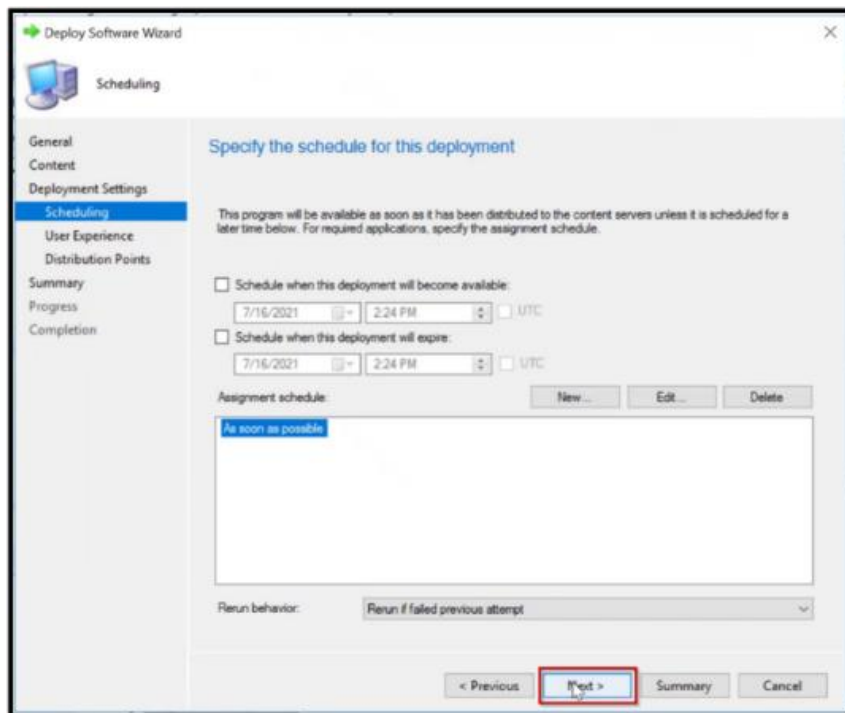 Deploy Software Wizard
Scheduling
General
Content
Deployment Settings
Scheduling
User Experience
Distribution Points
Summary
Progress
Completion
Specify the schedule for this deployment
This program will be available as soon as it has been distributed to the content servers unless it is scheduled for a
later time below. For required applications, specify the assignment schedule.
Schedule when this deployment will become available:
7/16/2021 2:24 PM UTC
Schedule when this deployment will expire:
7/16/2021 2:24 PM UTC
Assignment schedule: New... Edit... Delete
As soon as possible
Rerun behavior: Rerun if failed previous attempt
< Previous Next > Summary Cancel